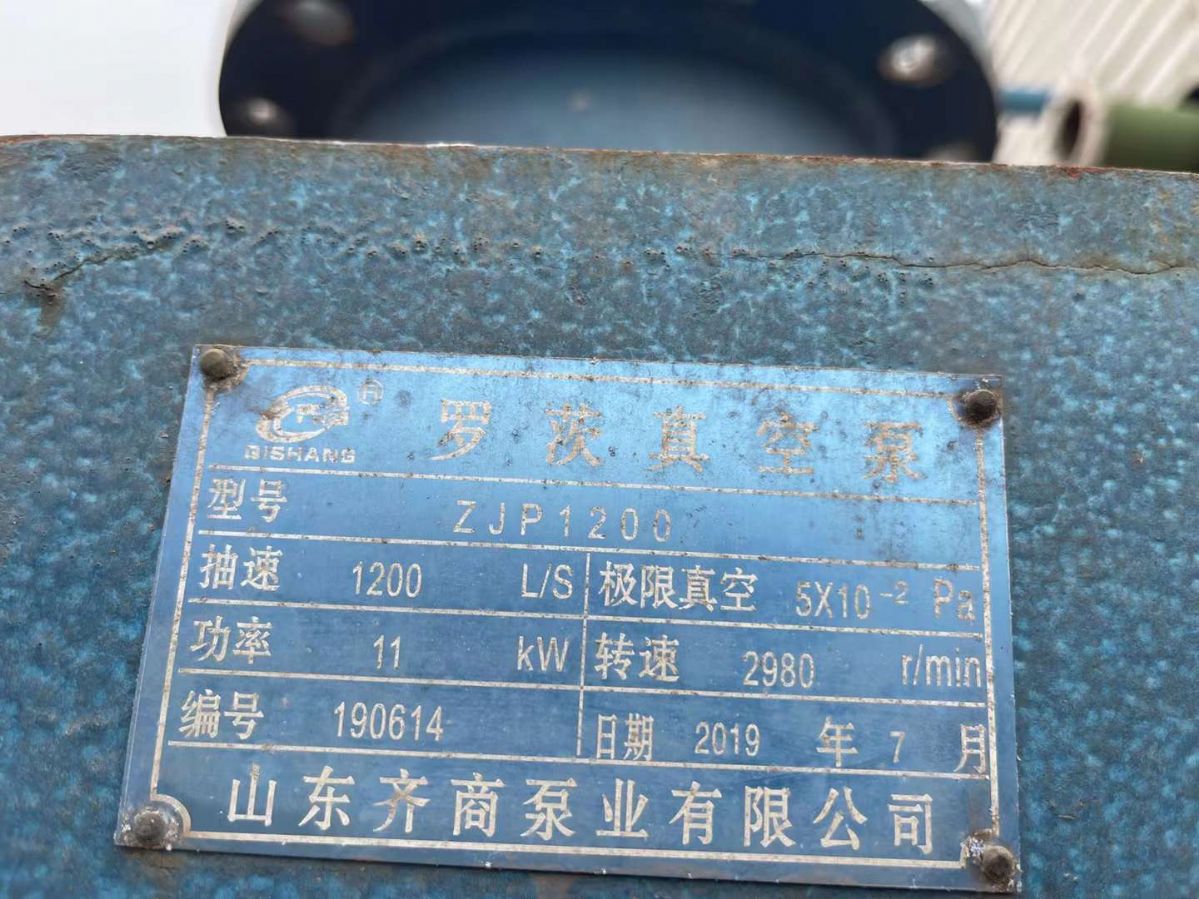 QISHANG ®
罗茨真空泵
型号 ZJP1200
抽速 1200 L/S 极限真空 5X10⁻² Pa
功率 11 kW 转速 2980 r/min
编号 190614 日期 2019 年 7 月
山东齐商泵业有限公司